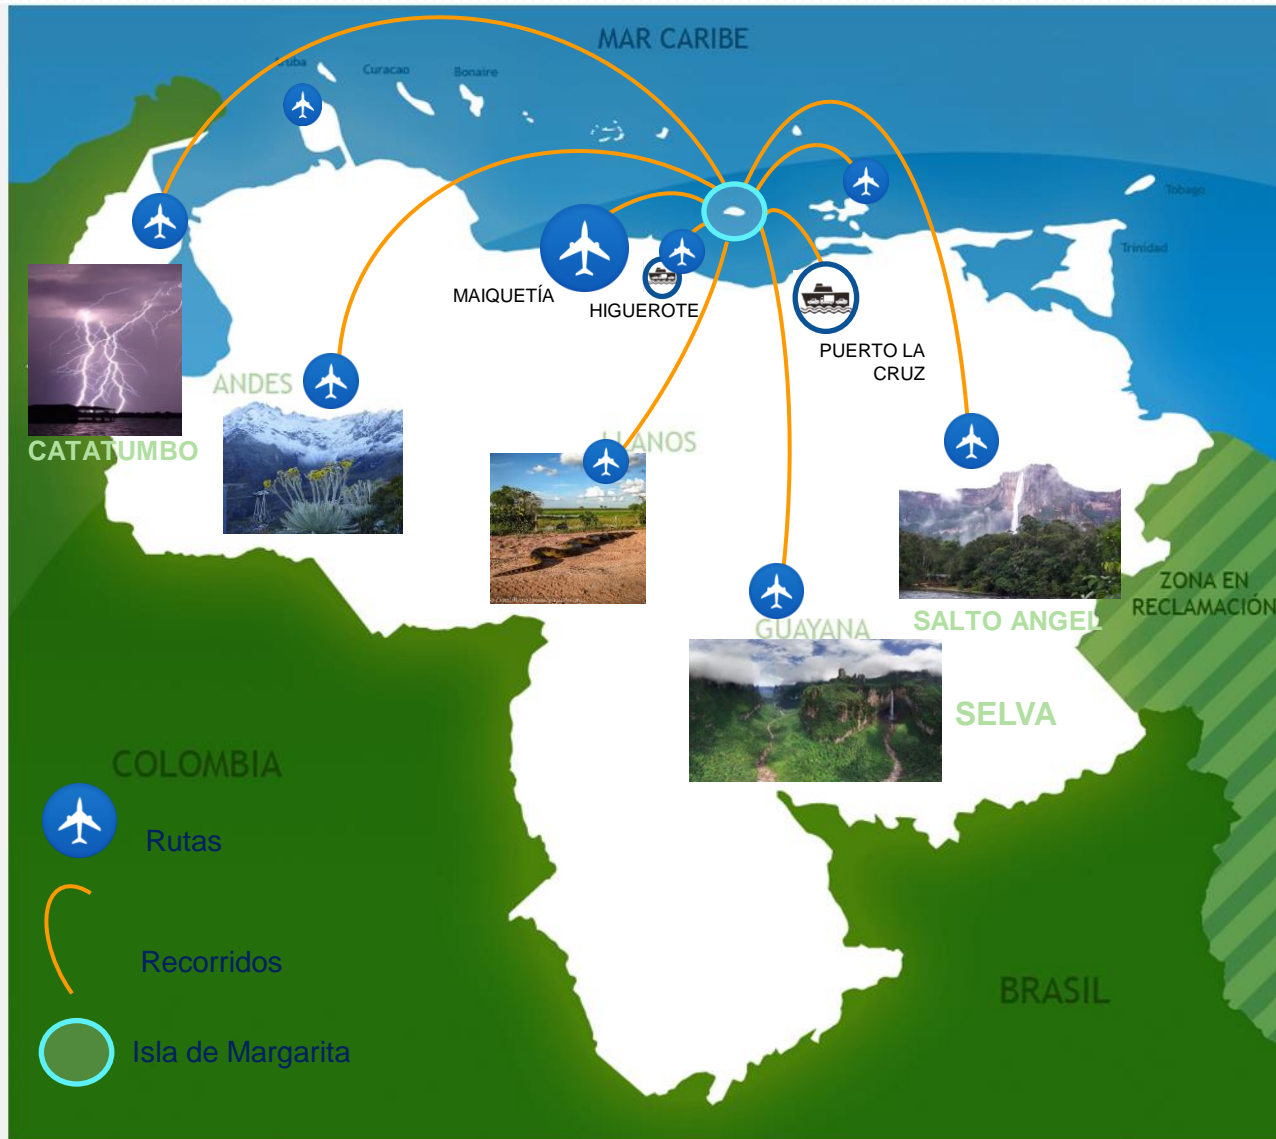 MAR CARIBE
Aruba
Curacao
Bonaire
Tobago
Trinidad
MAIQUETÍA
HIGUEROTE
PUERTO LA
CRUZ
ANDES
CATATUMBO
LLANOS
ZONA EN
RECLAMACIÓN
SALTO ANGEL
GUAYANA
SELVA
COLOMBIA
Rutas
Recorridos
BRASIL
Isla de Margarita